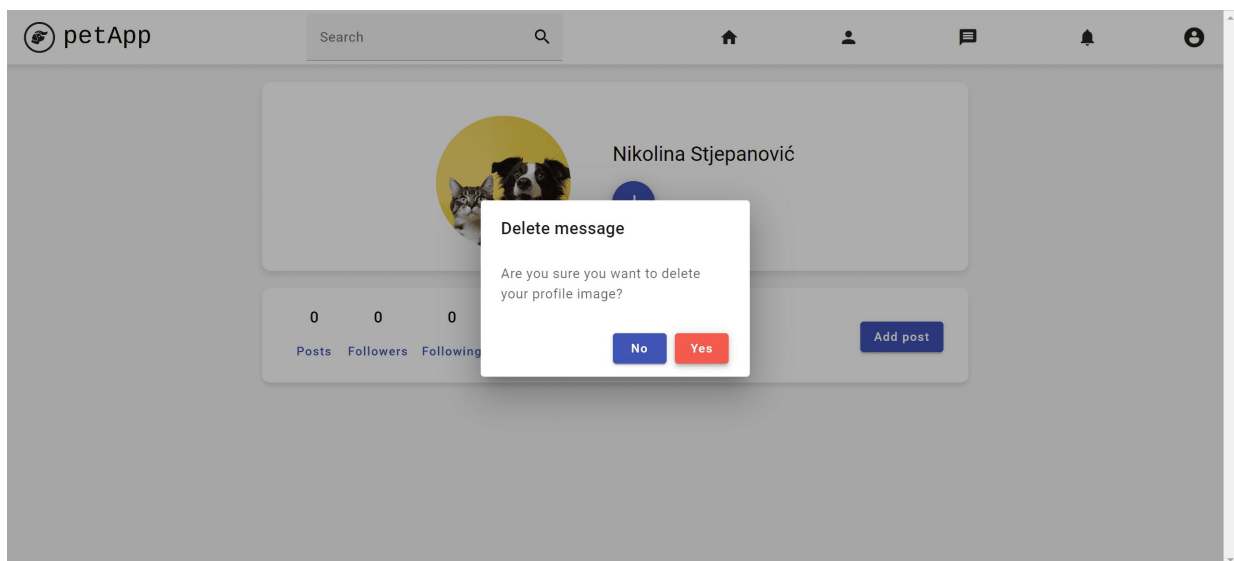 petApp
Search
Nikolina Stjepanović
Delete message
Are you sure you want to delete
your profile image?
No Yes
0 0 0
Posts Followers Following
Add post